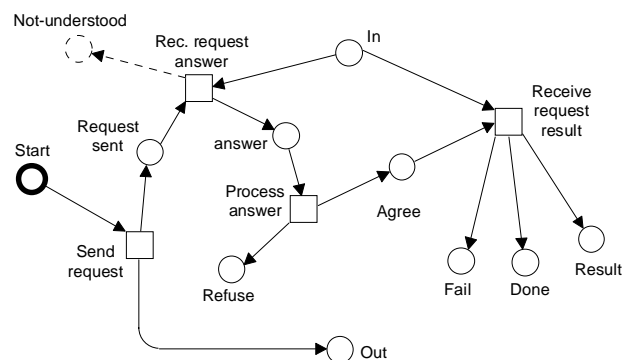 Not-understood
Rec. request
answer
In
Receive
request
result
Request
sent
answer
Start
Process
answer
Agree
Send
request
Refuse
Fail
Done
Result
Out